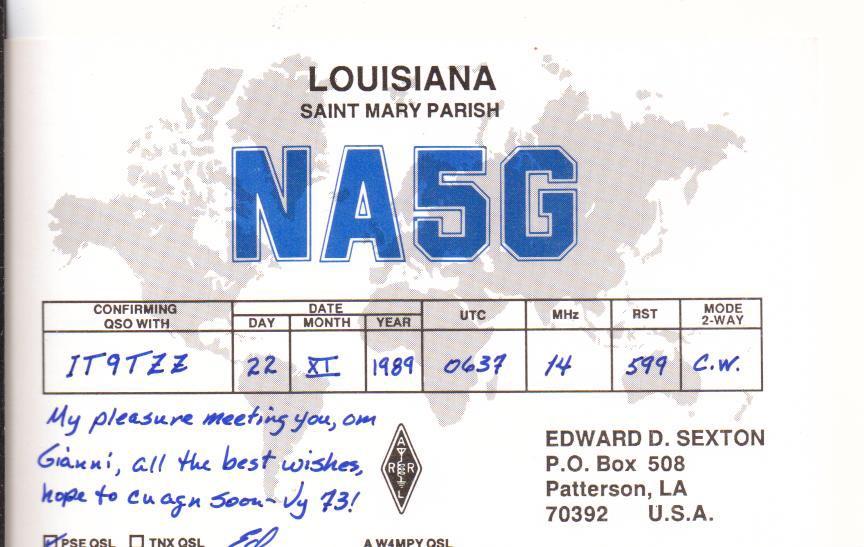 LOUISIANA
SAINT MARY PARISH
NA5G
CONFIRMING QSO WITH DATE DAY MONTH YEAR UTC MHz RST MODE 2-WAY
IT9TZZ 22 XI 1989 0637 14 599 C.W.
My pleasure meeting you, om
Gianni, all the best wishes,
hope to cuagn soon - Vy 73!
A R R L
EDWARD D. SEXTON
P.O. Box 508
Patterson, LA
70392 U.S.A.
PSE QSL TNX QSL Ed A W4MPY QSL